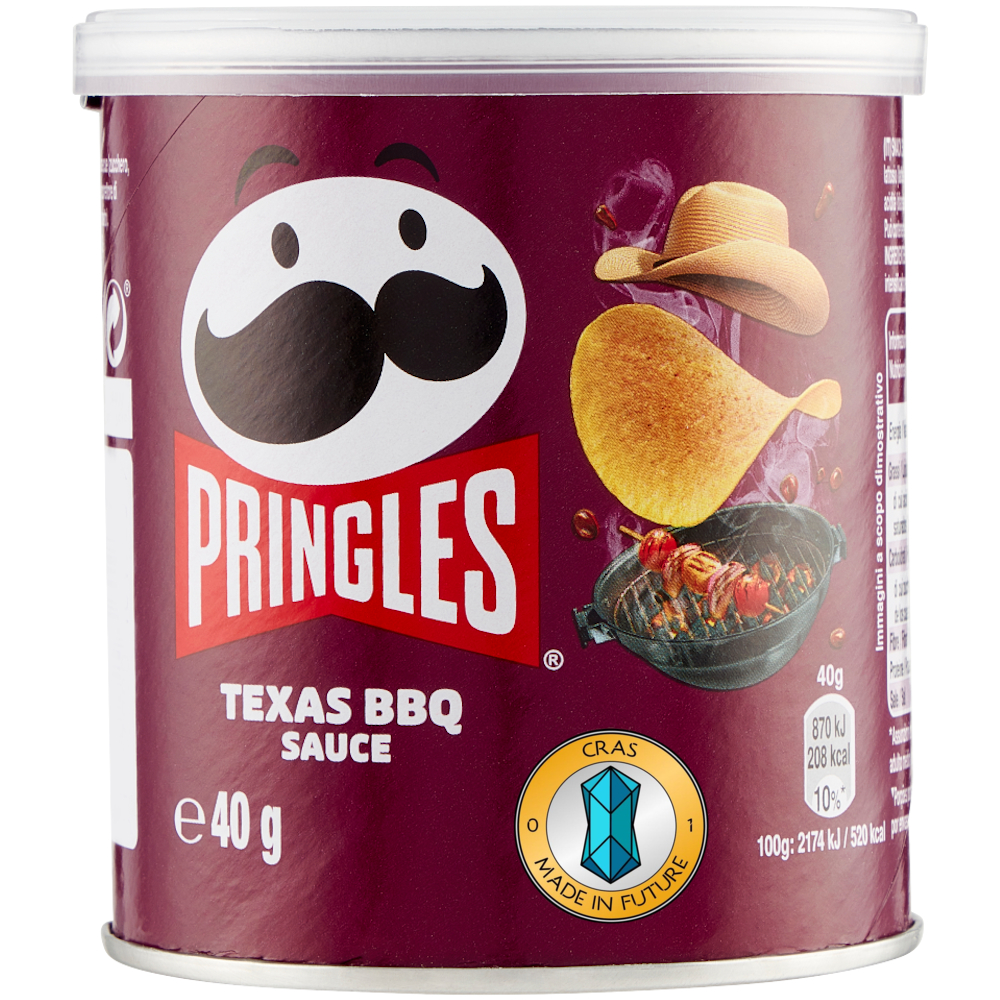 PRINGLES
®
TEXAS BBQ
SAUCE
℮ 40 g
CRAS
0 1
MADE IN FUTURE
Immagini a scopo dimostrativo
40g
870 kJ
208 kcal
10%*
100g: 2174 kJ / 520 kcal